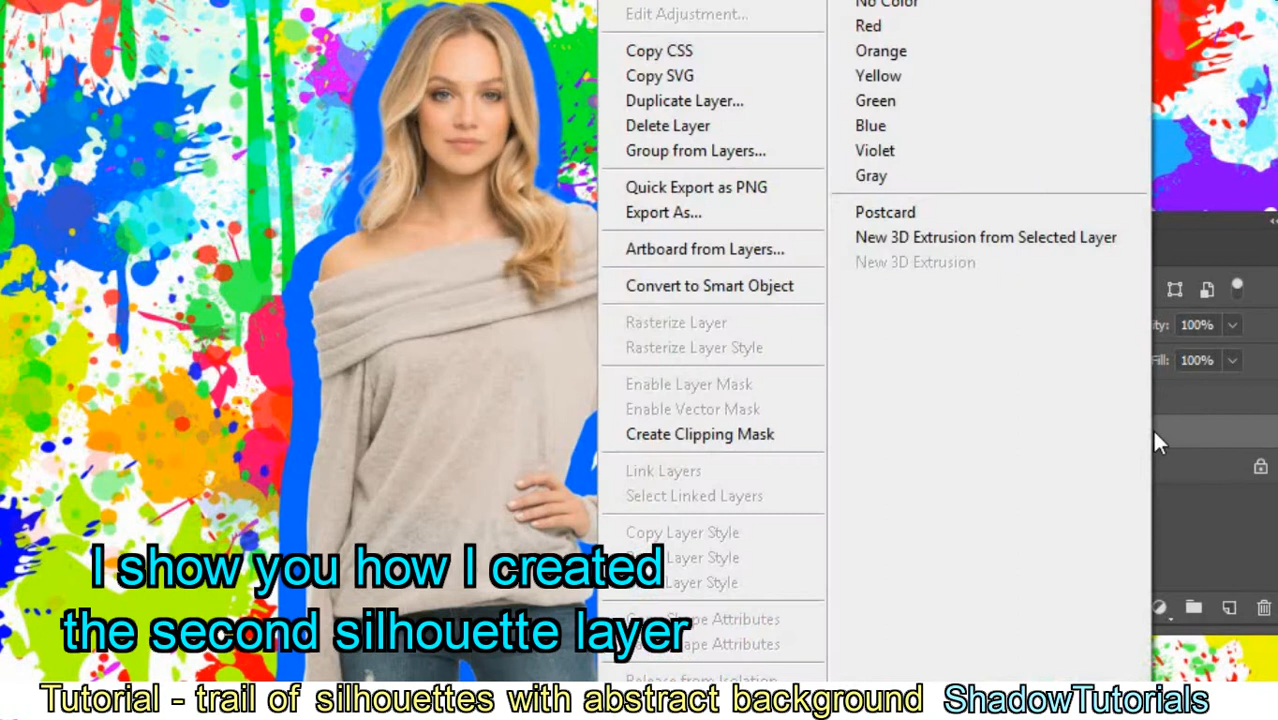 Edit Adjustment...
Copy CSS
Copy SVG
Duplicate Layer...
Delete Layer
Group from Layers...
Quick Export as PNG
Export As...
Artboard from Layers...
Convert to Smart Object
Rasterize Layer
Rasterize Layer Style
Enable Layer Mask
Enable Vector Mask
Create Clipping Mask
Link Layers
Select Linked Layers
Copy Layer Style
Layer Style
Layer Style
Shape Attributes
Shape Attributes
Release from Isolation
No Color
Red
Orange
Yellow
Green
Blue
Violet
Gray
Postcard
New 3D Extrusion from Selected Layer
New 3D Extrusion
100%
Fill: 100%
I show you how I created
the second silhouette layer
Tutorial - trail of silhouettes with abstract background ShadowTutorials